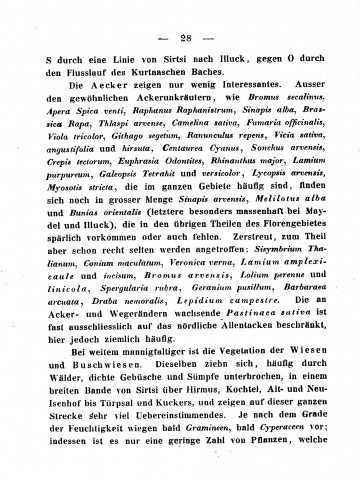 — 28 —
S durch eine Linie von Sirtsi nach Illuck, gegen O durch
den Flusslauf des Kurtnaschen Baches.
Die Aecker zeigen nur wenig Interessantes. Ausser
den gewöhnlichen Ackerunkräutern, wie Bromus secalinus,
Apera Spica venti, Raphanus Raphanistrum, Sinapis alba, Bras-
sica Rapa, Thlaspi arvense, Camelina sativa, Fumaria officinalis,
Viola tricolor, Githago segetum, Ranunculus repens, Vicia sativa,
angustifolia und hirsuta, Centaurea Cyanus, Sonchus arvensis,
Crepis tectorum, Euphrasia Odontites, Rhinanthus major, Lamium
purpureum, Galeopsis Tetrahit und versicolor, Lycopsis arvensis,
Myosotis stricta, die im ganzen Gebiete häufig sind, finden
sich noch in grosser Menge Sinapis arvensis, Melilotus alba
und Bunias orientalis (letztere besonders massenhaft bei May-
del und Illuck), die in den übrigen Theilen des Florengebietes
spärlich vorkommen oder auch fehlen. Zerstreut, zum Theil
aber schon recht selten werden angetroffen: Sisymbrium Tha-
lianum, Conium maculatum, Veronica verna, Lamium amplexi-
caule und incisum, Bromus arvensis, Lolium perenne und
linicola, Spergularia rubra, Geranium pusillum, Barbaraea
arcuata, Draba nemoralis, Lepidium campestre. Die an
Acker- und Wegerändern wachsende Pastinaca sativa ist
fast ausschliesslich auf das nördliche Allentacken beschränkt,
hier jedoch ziemlich häufig.
Bei weitem mannigfaltiger ist die Vegetation der Wiesen
und Buschwiesen. Dieselben ziehn sich, häufig durch
Wälder, dichte Gebüsche und Sümpfe unterbrochen, in einem
breiten Bande von Sirtsi über Hirmus, Kochtel, Alt- und Neu-
Isenhof bis Türpsal und Kuckers, und zeigen auf dieser ganzen
Strecke sehr viel Uebereinstimmendes. Je nach dem Grade
der Feuchtigkeit wiegen bald Gramineen, bald Cyperaceen vor;
indessen ist es nur eine geringe Zahl von Pflanzen, welche